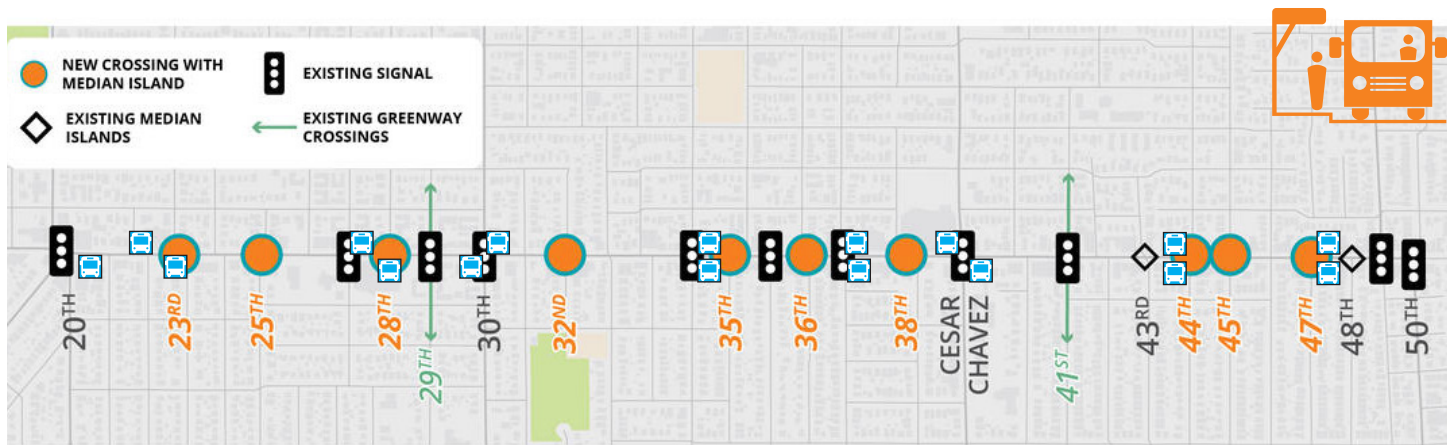 NEW CROSSING WITH
MEDIAN ISLAND
EXISTING SIGNAL
EXISTING MEDIAN
ISLANDS
EXISTING GREENWAY
CROSSINGS
20TH
23RD
25TH
28TH
29TH
30TH
32ND
35TH
36TH
38TH
CESAR
CHAVEZ
41ST
43RD
44TH
45TH
47TH
48TH
50TH